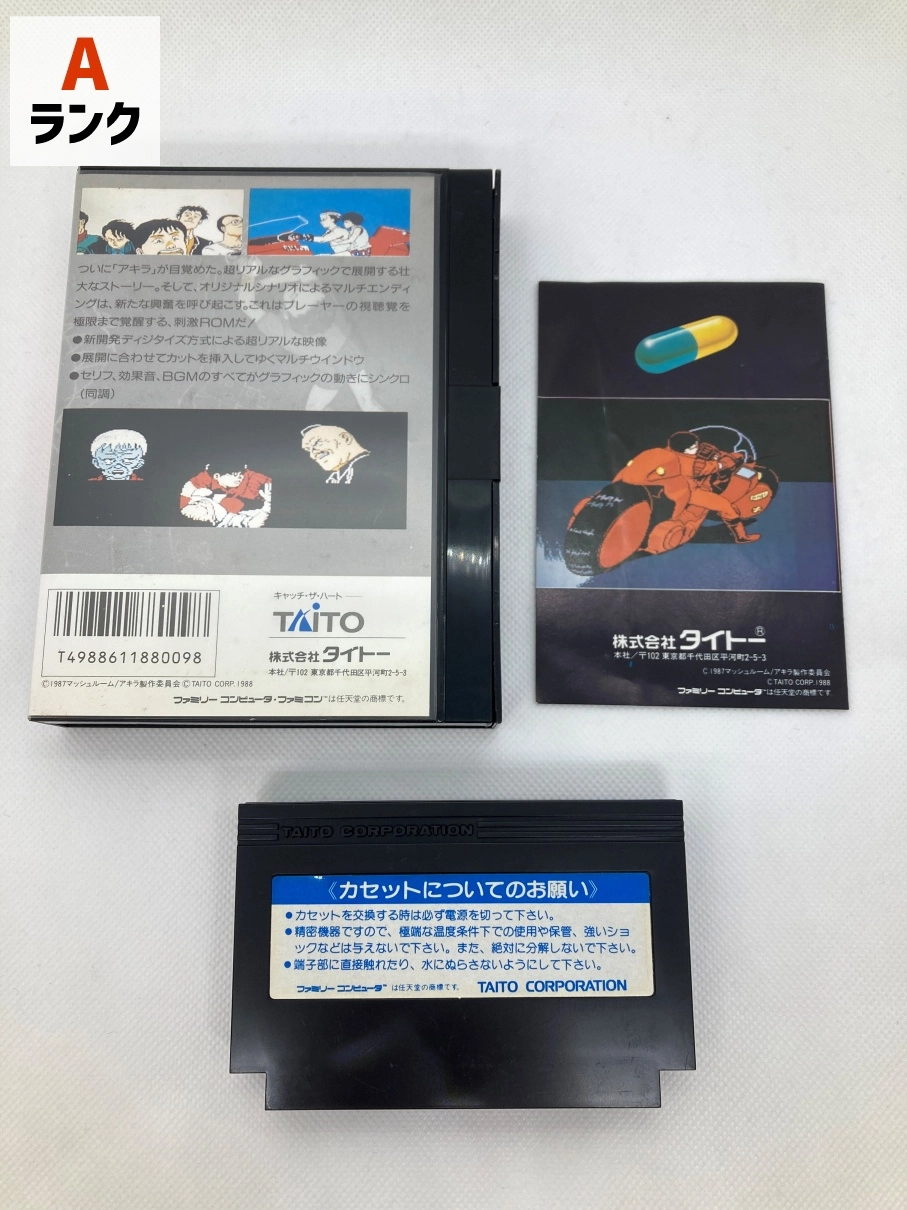 A
ランク
ついに「アキラ」が目覚めた。超リアルなグラフィックで展開する壮
大なストーリー。そして、オリジナルシナリオによるマルチエンディ
ングは、新たな興奮を呼び起こす。これはプレーヤーの視聴覚を
極限まで覚醒する、刺激ROMだ!
●新開発ディジタイズ方式による超リアルな映像
●展開に合わせてカットを挿入してゆくマルチウインドウ
●セリフ、効果音、BGMのすべてがグラフィックの動きにシンクロ
(同調)
T4988611880098
キャッチ・ザ・ハート
TAITO
株式会社タイトー
本社/〒102 東京都千代田区平河町2-5-3
©1987マッシュルーム/アキラ製作委員会 ©TAITO CORP. 1988
ファミリーコンピュータ・ファミコン™は任天堂の商標です。
株式会社タイトー®
本社/〒102 東京都千代田区平河町2-5-3
©1987マッシュルーム/アキラ製作委員会
©TAITO CORP.1988
ファミリーコンピュータ™は任天堂の商標です。
TAITO CORPORATION
《カセットについてのお願い》
●カセットを交換する時は必ず電源を切って下さい。
●精密機器ですので、極端な温度条件下での使用や保管、強いショ
ックなどは与えないで下さい。また、絶対に分解しないで下さい。
●端子部に直接触れたり、水にぬらさないようにして下さい。
ファミリーコンピュータ™は任天堂の商標です。 TAITO CORPORATION